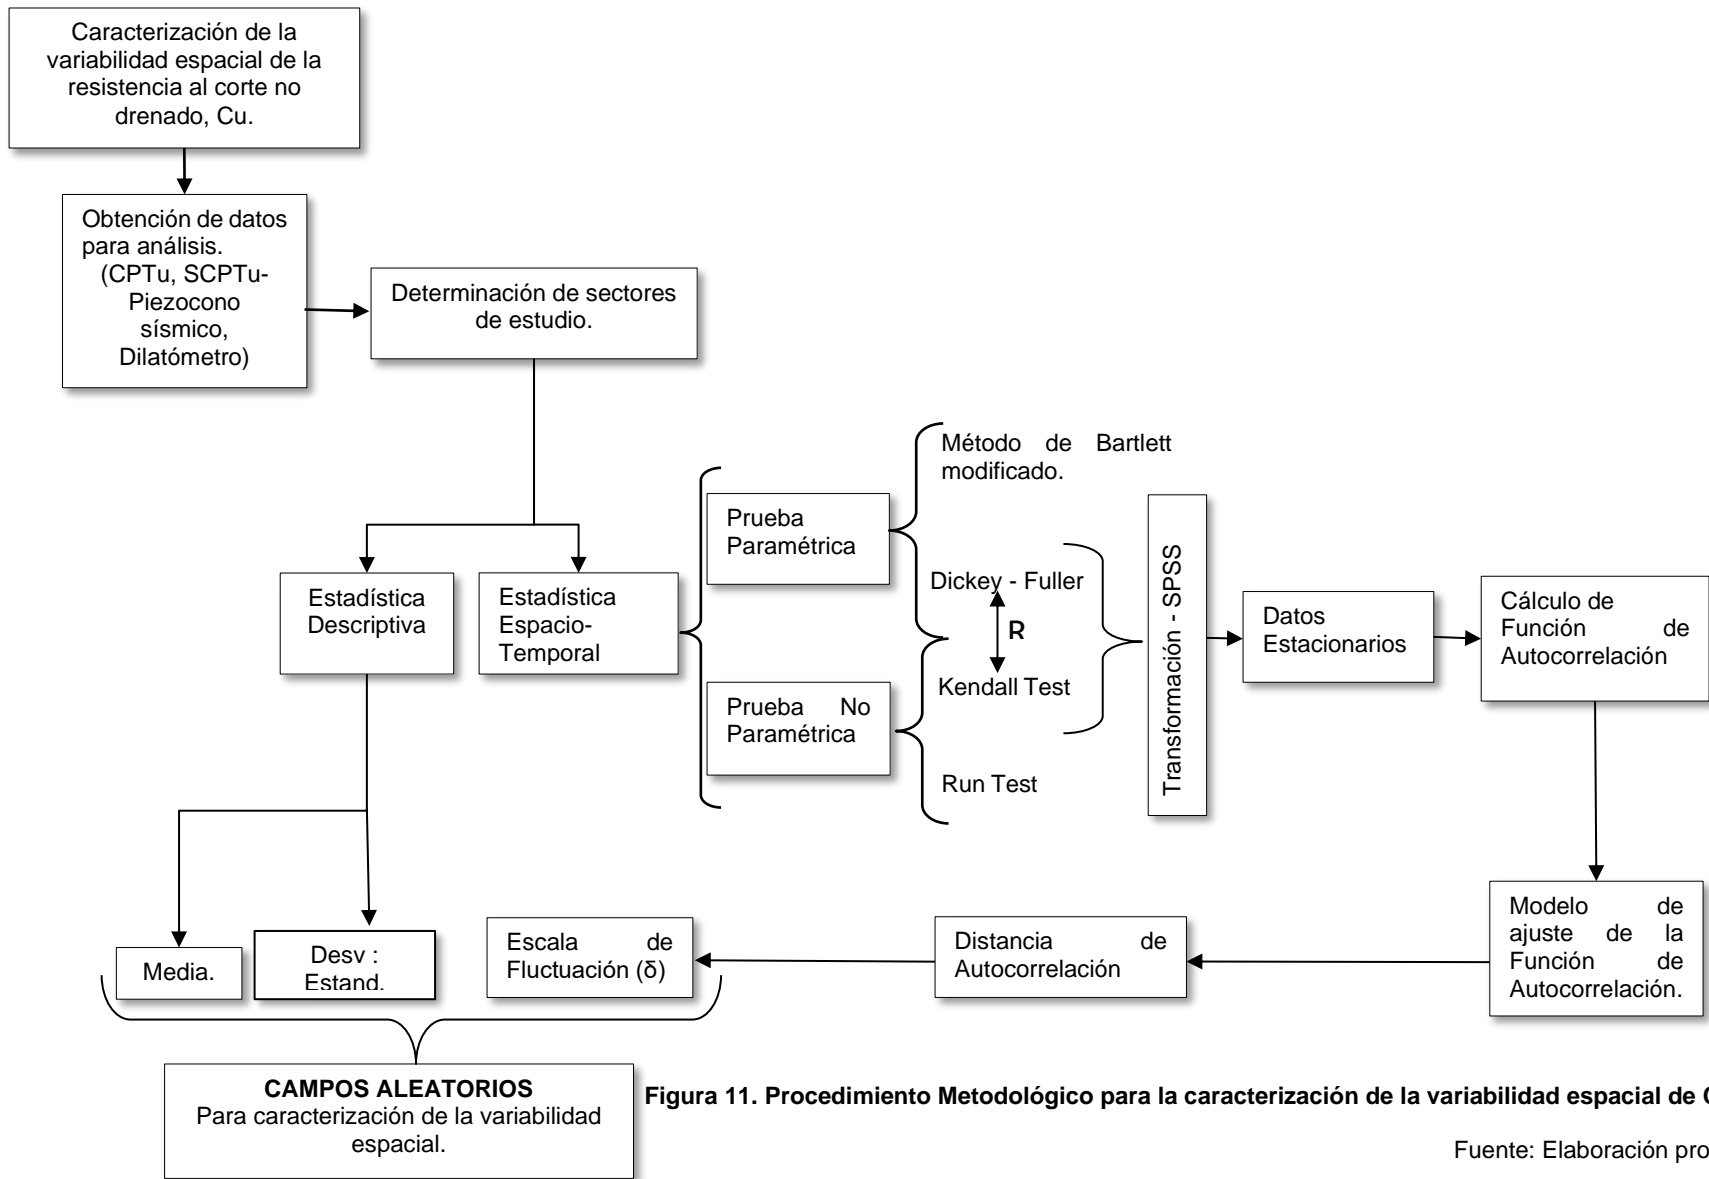 Caracterización de la
variabilidad espacial de la
resistencia al corte no
drenado, Cu.
Obtención de datos
para análisis.
(CPTu, SCPTu-
Piezocono
sísmico,
Dilatómetro)
Determinación de sectores
de estudio.
Estadística
Descriptiva
Estadística
Espacio-
Temporal
Prueba
Paramétrica
Prueba No
Paramétrica
Método de Bartlett
modificado.
Dickey - Fuller
R
Kendall Test
Run Test
Transformación - SPSS
Datos
Estacionarios
Cálculo de
Función de
Autocorrelación
Modelo de
ajuste de la
Función de
Autocorrelación.
Distancia de
Autocorrelación
Escala de
Fluctuación (δ)
Media.
Desv :
Estand.
CAMPOS ALEATORIOS
Para caracterización de la variabilidad
espacial.
Figura 11. Procedimiento Metodológico para la caracterización de la variabilidad espacial de
Fuente: Elaboración pro